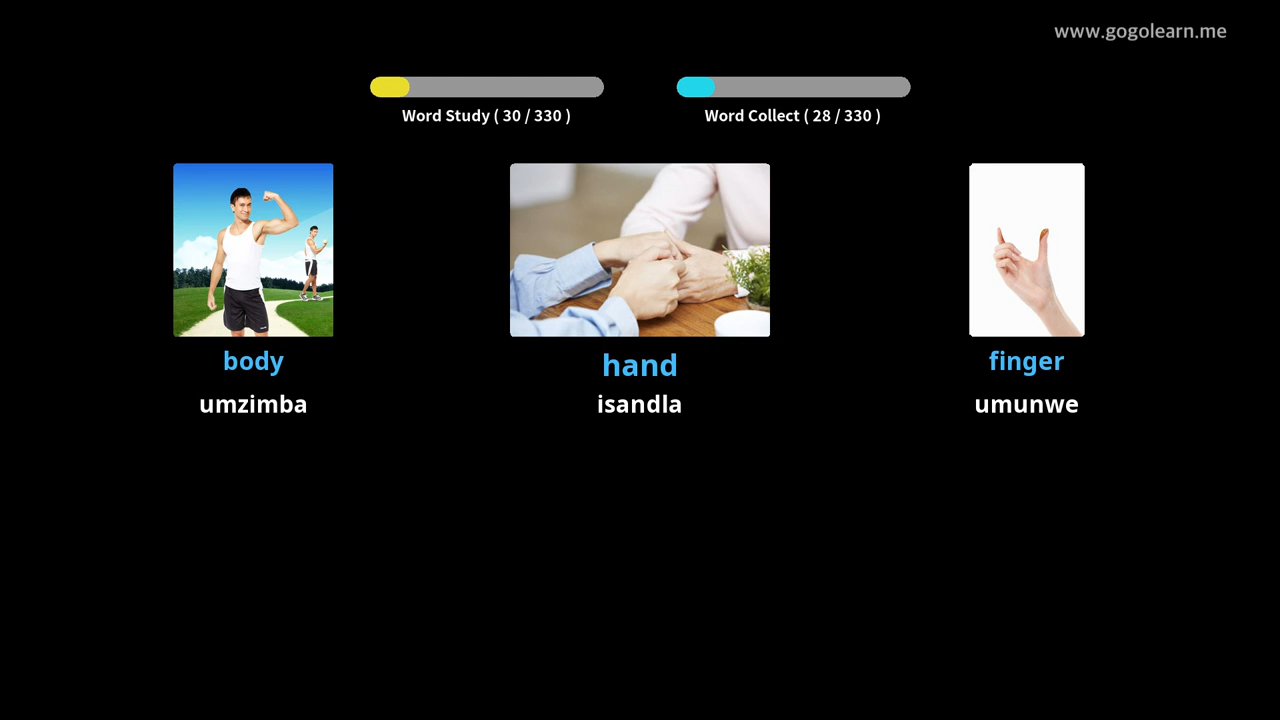 www.gogolearn.me
Word Study ( 30 / 330 )
Word Collect ( 28 / 330 )
body
umzimba
hand
isandla
finger
umunwe